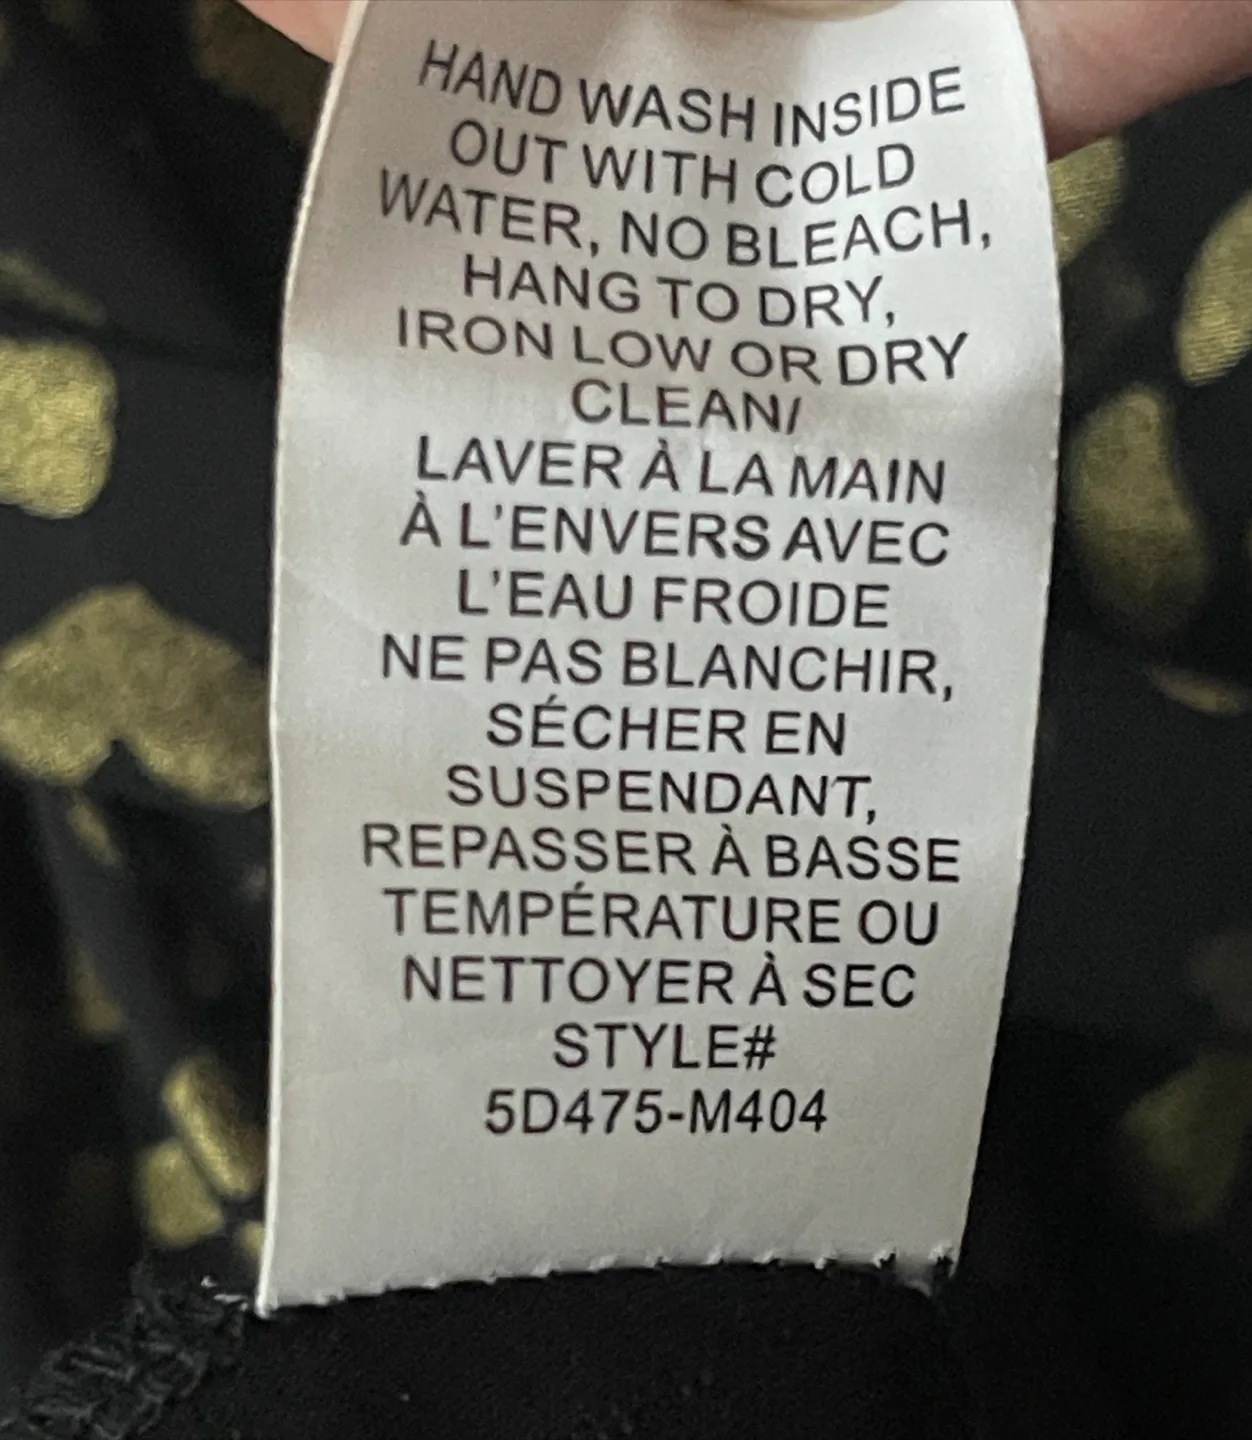 HAND WASH INSIDE
OUT WITH COLD
WATER, NO BLEACH,
HANG TO DRY,
IRON LOW OR DRY
CLEAN/
LAVER À LA MAIN
À L'ENVERS AVEC
L'EAU FROIDE
NE PAS BLANCHIR,
SÉCHER EN
SUSPENDANT,
REPASSER À BASSE
TEMPÉRATURE OU
NETTOYER À SEC
STYLE#
5D475-M404